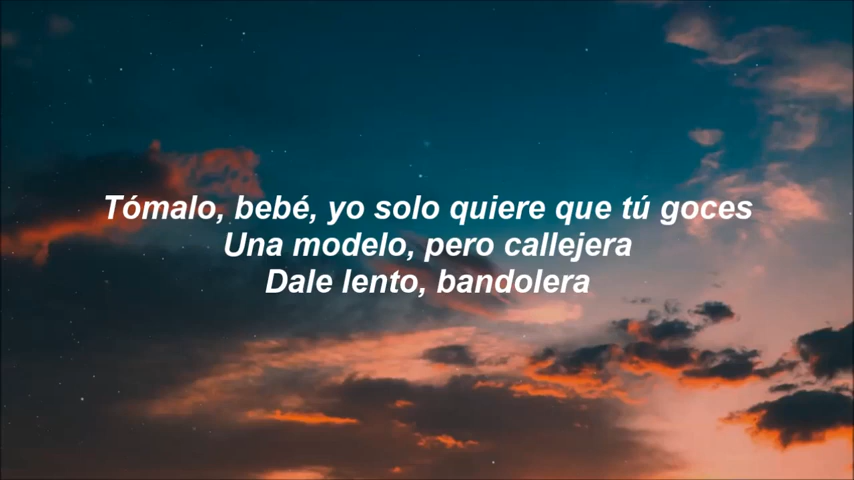 Tómalo, bebé, yo solo quiere que tú goces
Una modelo, pero callejera
Dale lento, bandolera